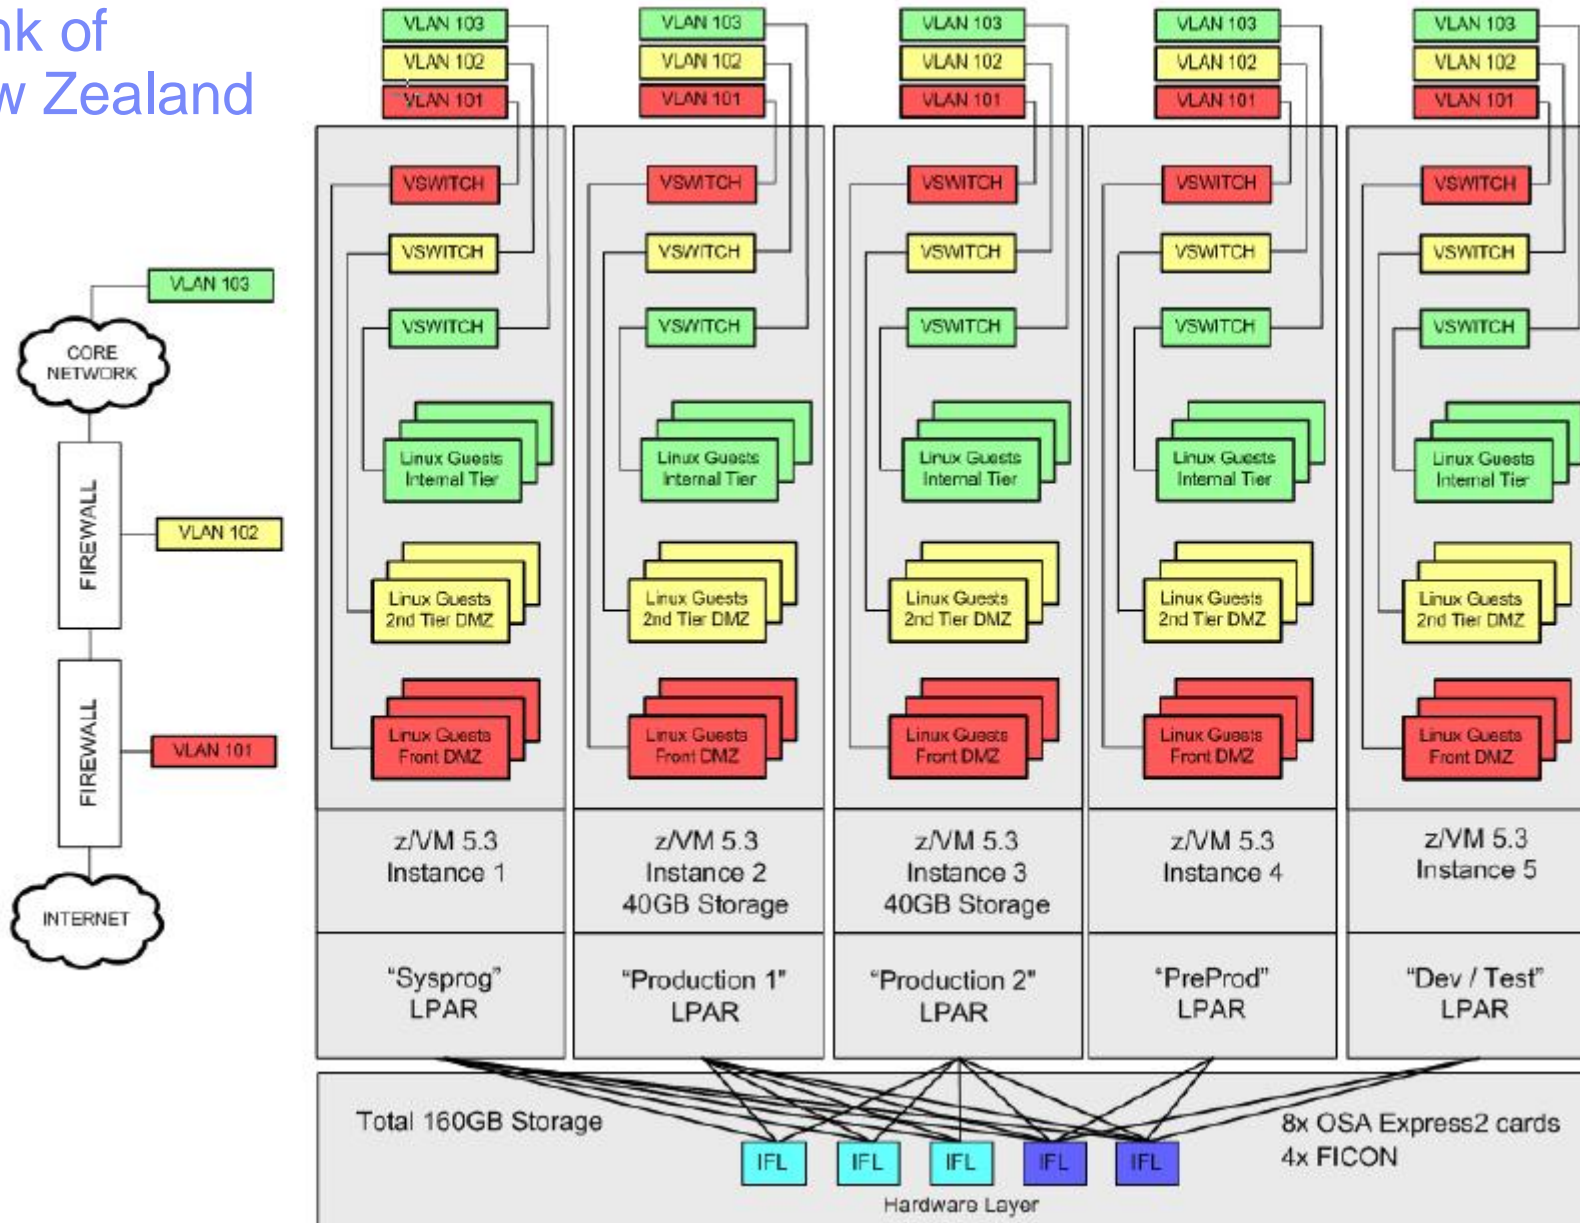 nk of
w Zealand
VLAN 103
CORE
NETWORK
FIREWALL
VLAN 102
FIREWALL
VLAN 101
INTERNET
VLAN 103
VLAN 102
VLAN 101
VSWITCH
VSWITCH
VSWITCH
Linux Guests
Internal Tier
Linux Guests
2nd Tier DMZ
Linux Guests
Front DMZ
z/VM 5.3
Instance 1
"Sysprog"
LPAR
VLAN 103
VLAN 102
VLAN 101
VSWITCH
VSWITCH
VSWITCH
Linux Guests
Internal Tier
Linux Guests
2nd Tier DMZ
Linux Guests
Front DMZ
z/VM 5.3
Instance 2
40GB Storage
"Production 1"
LPAR
VLAN 103
VLAN 102
VLAN 101
VSWITCH
VSWITCH
VSWITCH
Linux Guests
Internal Tier
Linux Guests
2nd Tier DMZ
Linux Guests
Front DMZ
z/VM 5.3
Instance 3
40GB Storage
"Production 2"
LPAR
VLAN 103
VLAN 102
VLAN 101
VSWITCH
VSWITCH
VSWITCH
Linux Guests
Internal Tier
Linux Guests
2nd Tier DMZ
Linux Guests
Front DMZ
z/VM 5.3
Instance 4
"PreProd"
LPAR
VLAN 103
VLAN 102
VLAN 101
VSWITCH
VSWITCH
VSWITCH
Linux Guests
Internal Tier
Linux Guests
2nd Tier DMZ
Linux Guests
Front DMZ
z/VM 5.3
Instance 5
"Dev / Test"
LPAR
Total 160GB Storage
IFL
IFL
IFL
IFL
IFL
8x OSA Express2 cards
4x FICON
Hardware Layer